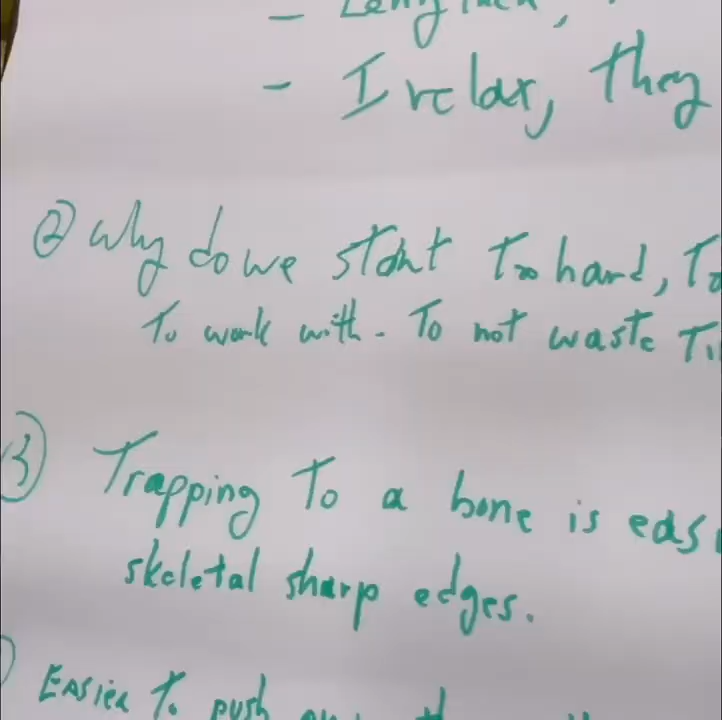 -
- I relax, they
② Why do we start Too hard, To
To work with. To not waste Ti
3 Trapping To a bone is easi
skeletal sharp edges.
Easier To push